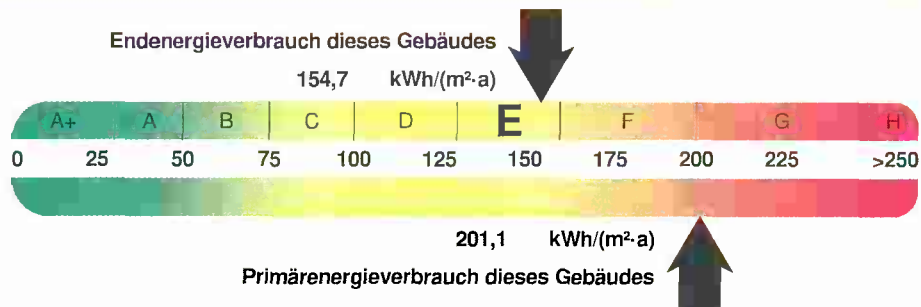 Endenergieverbrauch dieses Gebäudes
154,7 kWh/(m²·a)
A+ A B C D E F G H
0 25 50 75 100 125 150 175 200 225 >250
201,1 kWh/(m²·a)
Primärenergieverbrauch dieses Gebäudes